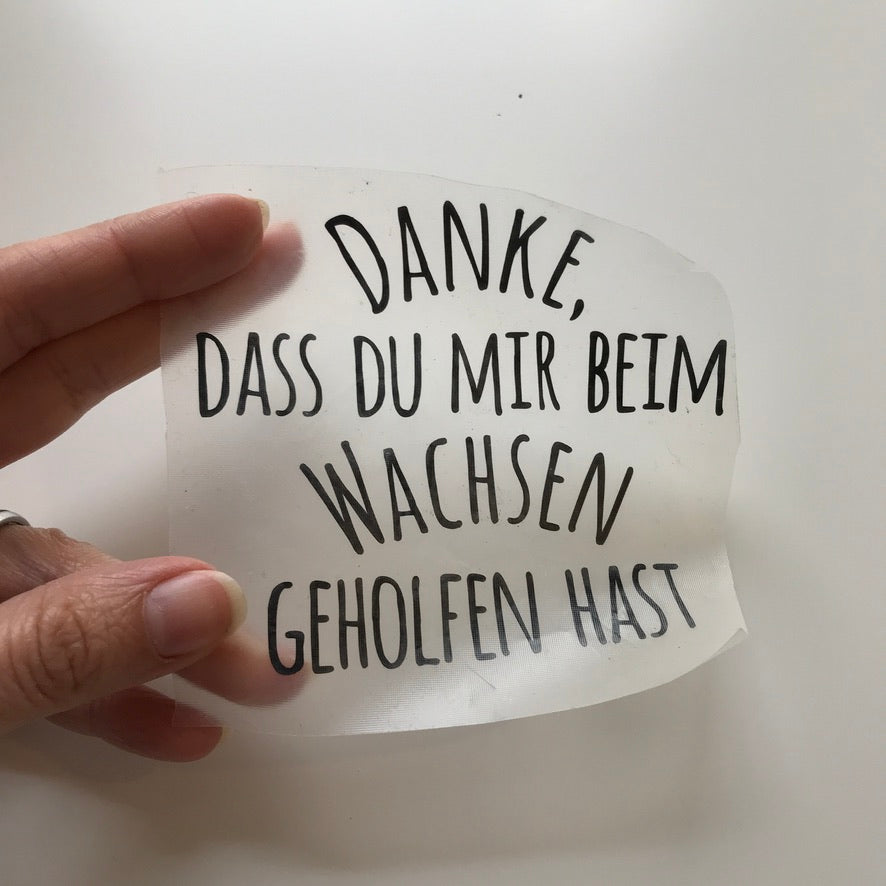 DANKE,
DASS DU MIR BEIM
WACHSEN
GEHOLFEN HAST